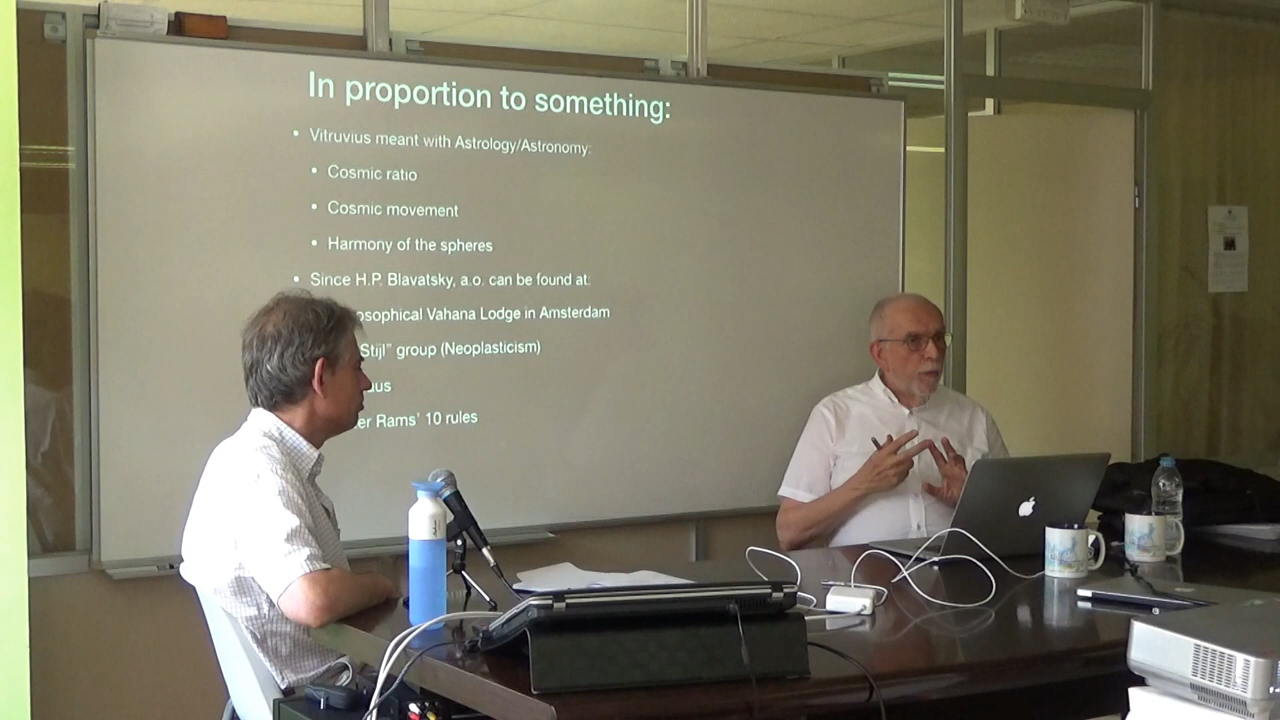 In proportion to something:
• Vitruvius meant with Astrology/Astronomy:
• Cosmic ratio
• Cosmic movement
• Harmony of the spheres
• Since H.P. Blavatsky, a.o. can be found at:
osophical Vahana Lodge in Amsterdam
Stijl” group (Neoplasticism)
aus
er Rams’ 10 rules